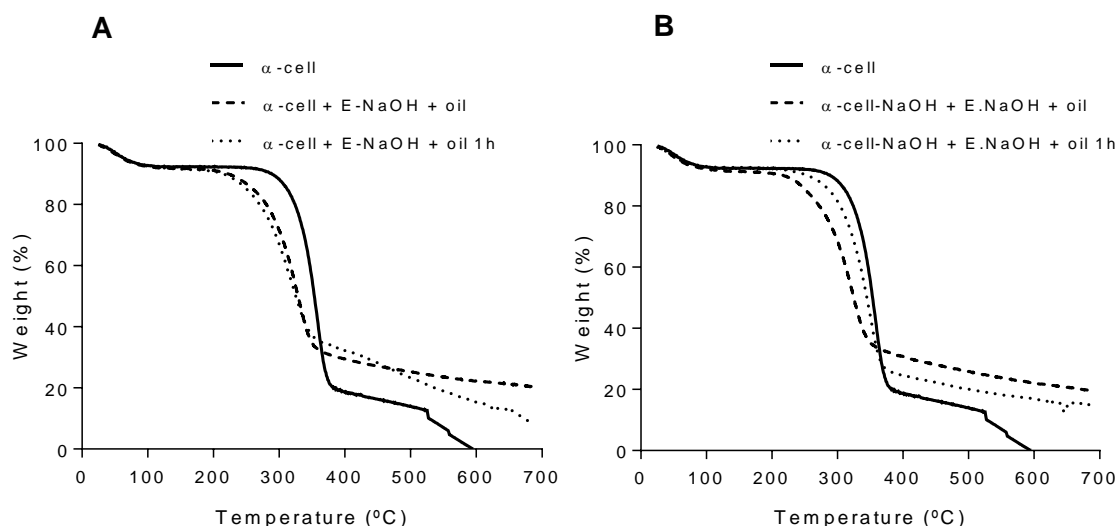 A
α-cell
α-cell + E-NaOH + oil
α-cell + E-NaOH + oil 1h
100
80
60
40
20
0
Weight (%)
0 100 200 300 400 500 600 700
Temperature (ºC)
B
α-cell
α-cell-NaOH + E.NaOH + oil
α-cell-NaOH + E.NaOH + oil 1h
100
80
60
40
20
0
Weight (%)
0 100 200 300 400 500 600 700
Temperature (ºC)